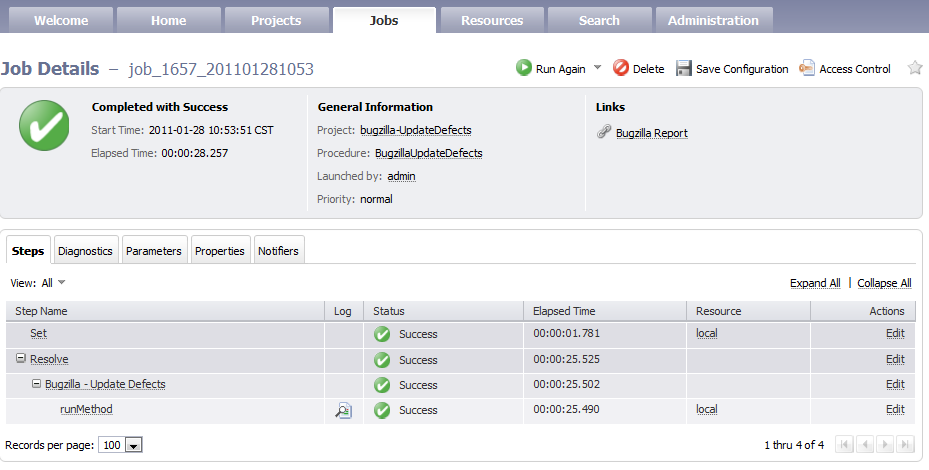 Welcome Home Projects Jobs Resources Search Administration
Job Details – job_1657_201101281053 Run Again Delete Save Configuration Access Control
Completed with Success General Information Links
Start Time: 2011-01-28 10:53:51 CST Project: bugzilla-UpdateDefects Bugzilla Report
Elapsed Time: 00:00:28.257 Procedure: BugzillaUpdateDefects
Launched by: admin
Priority: normal
Steps Diagnostics Parameters Properties Notifiers
View: All Expand All | Collapse All
Step Name Log Status Elapsed Time Resource Actions
Set Success 00:00:01.781 local Edit
Resolve Success 00:00:25.525 Edit
Bugzilla - Update Defects Success 00:00:25.502 Edit
runMethod Success 00:00:25.490 local Edit
Records per page: 100 1 thru 4 of 4